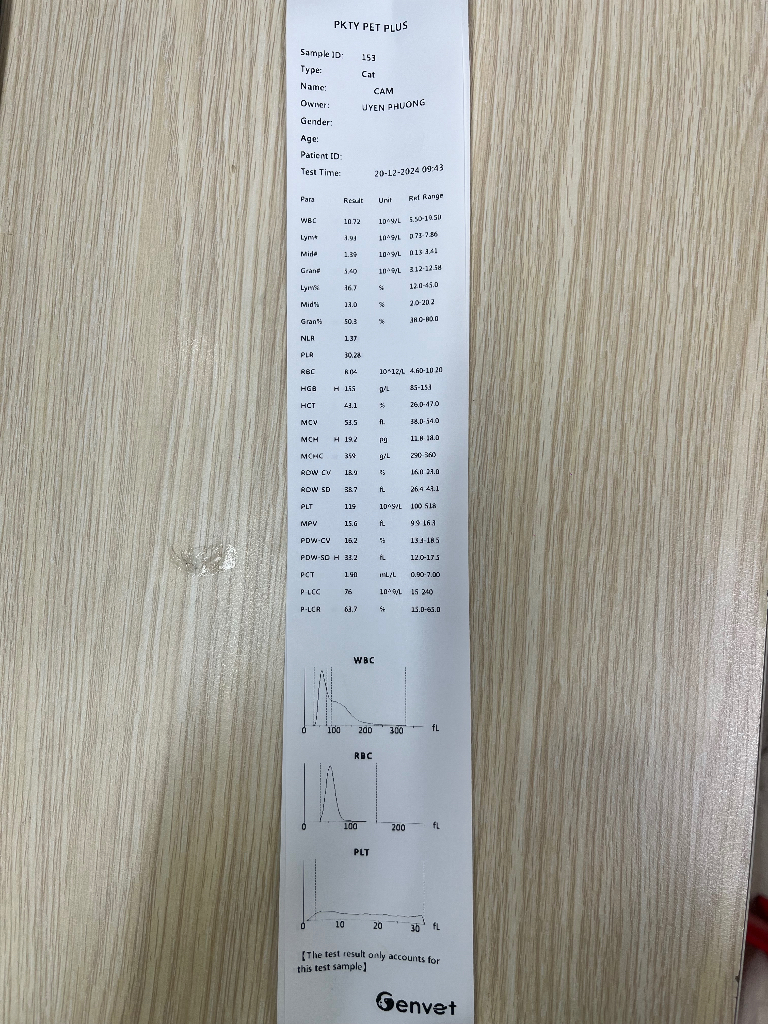 PKTY PET PLUS
Sample ID: 153
Type: Cat
Name: CAM
Owner: UYEN PHUONG
Gender:
Age:
Patient ID:
Test Time: 20-12-2024 09:43
Para Result Unit Ref Range
WBC 10.72 10^9/L 5.50-19.50
Lym# 3.93 10^9/L 0.73-7.86
Mid# 1.39 10^9/L 0.13-3.41
Gran# 5.40 10^9/L 3.12-12.58
Lym% 36.7 % 12.0-45.0
Mid% 13.0 % 2.0-20.2
Gran% 50.3 % 38.0-80.0
NLR 1.37
PLR 30.28
RBC 8.04 10^12/L 4.60-10.20
HGB H 155 g/L 85-153
HCT 43.1 % 26.0-47.0
MCV 53.5 fL 38.0-54.0
MCH H 19.2 pg 11.8-18.0
MCHC 359 g/L 290-360
RDW-CV 18.9 % 16.0-23.0
RDW-SD 38.7 fL 26.4-43.1
PLT 119 10^9/L 100-518
MPV 15.6 fL 9.9-16.3
PDW-CV 16.2 % 13.3-18.5
PDW-SD H 33.2 fL 12.0-17.5
PCT 1.90 mL/L 0.90-7.00
P-LCC 76 10^9/L 15-240
P-LCR 63.7 % 15.0-65.0
WBC
0 100 200 300 fL
RBC
0 100 200 fL
PLT
0 10 20 30 fL
【The test result only accounts for
this test sample】
Genvet